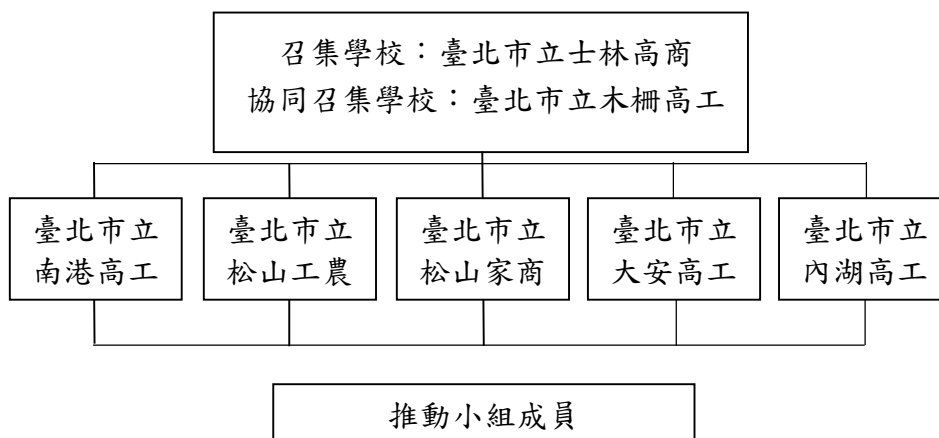 召集學校：臺北市立士林高商
協同召集學校：臺北市立木柵高工
臺北市立
南港高工
臺北市立
松山工農
臺北市立
松山家商
臺北市立
大安高工
臺北市立
內湖高工
推動小組成員